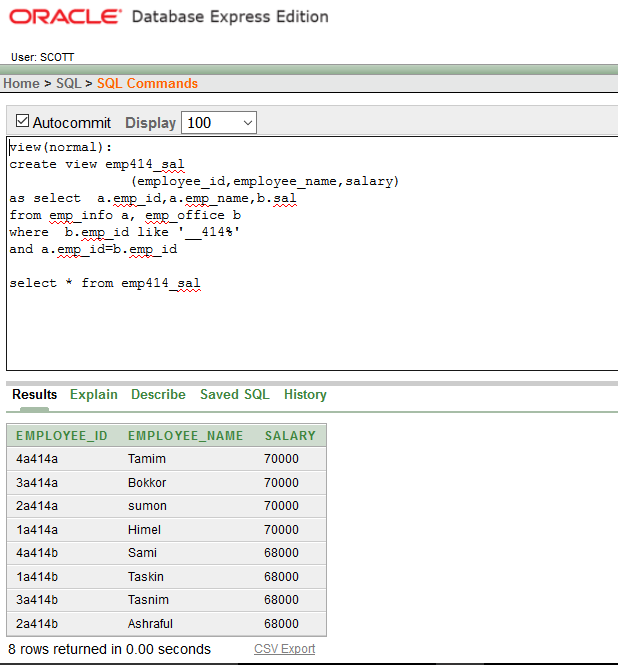 ORACLE® Database Express Edition
User: SCOTT
Home > SQL > SQL Commands
Autocommit Display 100
view(normal):
create view emp414_sal
(employee_id,employee_name,salary)
as select a.emp_id,a.emp_name,b.sal
from emp_info a, emp_office b
where b.emp_id like '__414%'
and a.emp_id=b.emp_id
select * from emp414_sal
Results Explain Describe Saved SQL History
EMPLOYEE_ID EMPLOYEE_NAME SALARY
4a414a Tamim 70000
3a414a Bokkor 70000
2a414a sumon 70000
1a414a Himel 70000
4a414b Sami 68000
1a414b Taskin 68000
3a414b Tasnim 68000
2a414b Ashraful 68000
8 rows returned in 0.00 seconds CSV Export